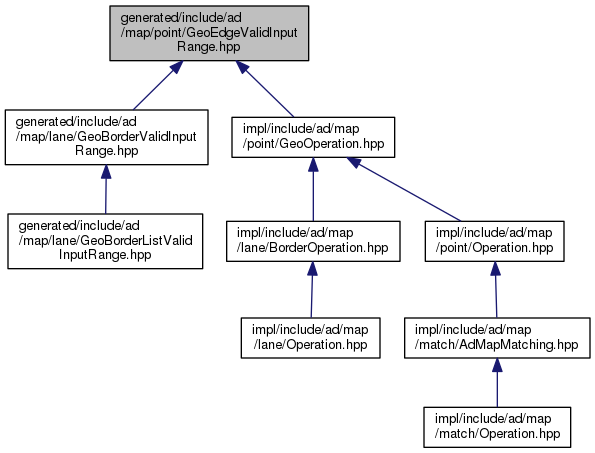 generated/include/ad
/map/point/GeoEdgeValidInput
Range.hpp
generated/include/ad
/map/lane/GeoBorderValidInput
Range.hpp
impl/include/ad/map
/point/GeoOperation.hpp
generated/include/ad
/map/lane/GeoBorderListValid
InputRange.hpp
impl/include/ad/map
/lane/BorderOperation.hpp
impl/include/ad/map
/point/Operation.hpp
impl/include/ad/map
/lane/Operation.hpp
impl/include/ad/map
/match/AdMapMatching.hpp
impl/include/ad/map
/match/Operation.hpp